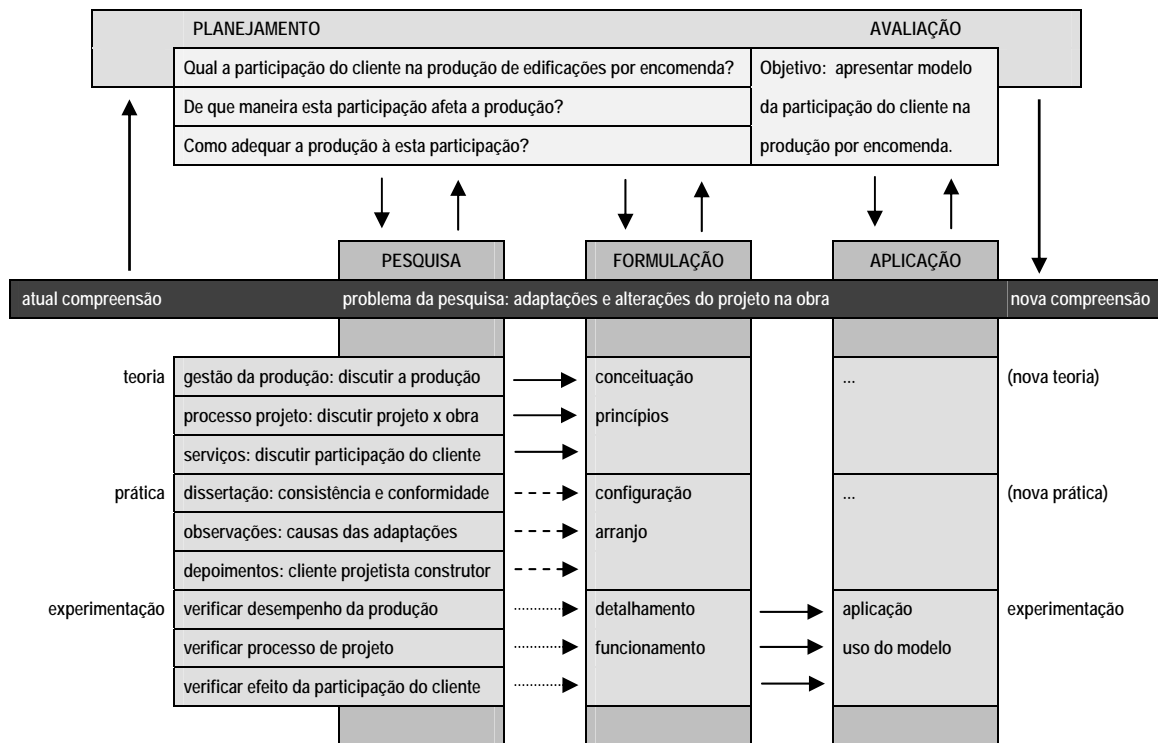 PLANEJAMENTO AVALIAÇÃO
Qual a participação do cliente na produção de edificações por encomenda? Objetivo: apresentar modelo
De que maneira esta participação afeta a produção? da participação do cliente na
Como adequar a produção à esta participação? produção por encomenda.
PESQUISA FORMULAÇÃO APLICAÇÃO
atual compreensão problema da pesquisa: adaptações e alterações do projeto na obra nova compreensão
teoria gestão da produção: discutir a produção conceituação ... (nova teoria)
processo projeto: discutir projeto x obra princípios
serviços: discutir participação do cliente
prática dissertação: consistência e conformidade configuração ... (nova prática)
observações: causas das adaptações arranjo
depoimentos: cliente projetista construtor
experimentação verificar desempenho da produção detalhamento aplicação experimentação
verificar processo de projeto funcionamento uso do modelo
verificar efeito da participação do cliente